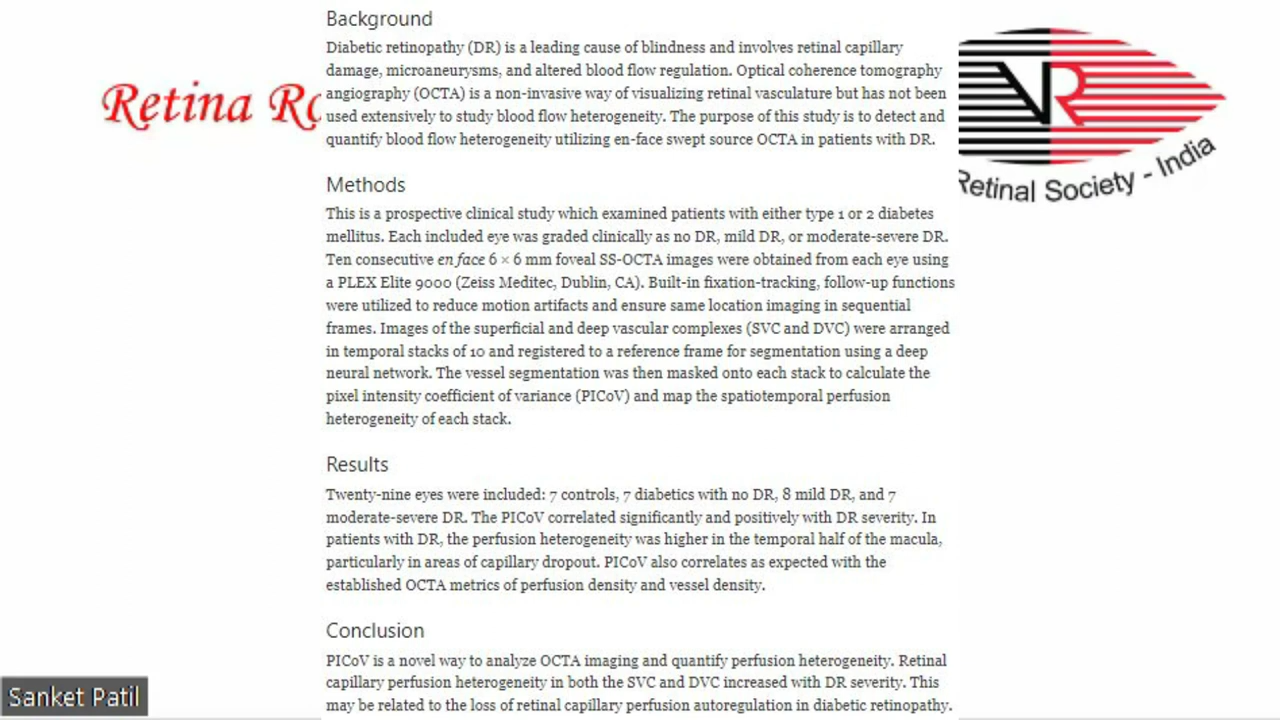 Background
Diabetic retinopathy (DR) is a leading cause of blindness and involves retinal capillary
damage, microaneurysms, and altered blood flow regulation. Optical coherence tomography
angiography (OCTA) is a non-invasive way of visualizing retinal vasculature but has not been
used extensively to study blood flow heterogeneity. The purpose of this study is to detect and
quantify blood flow heterogeneity utilizing en-face swept source OCTA in patients with DR.
Retina
VR
Retinal Society - India
Methods
This is a prospective clinical study which examined patients with either type 1 or 2 diabetes
mellitus. Each included eye was graded clinically as no DR, mild DR, or moderate-severe DR.
Ten consecutive en face 6 × 6 mm foveal SS-OCTA images were obtained from each eye using
a PLEX Elite 9000 (Zeiss Meditec, Dublin, CA). Built-in fixation-tracking, follow-up functions
were utilized to reduce motion artifacts and ensure same location imaging in sequential
frames. Images of the superficial and deep vascular complexes (SVC and DVC) were arranged
in temporal stacks of 10 and registered to a reference frame for segmentation using a deep
neural network. The vessel segmentation was then masked onto each stack to calculate the
pixel intensity coefficient of variance (PICoV) and map the spatiotemporal perfusion
heterogeneity of each stack.
Results
Twenty-nine eyes were included: 7 controls, 7 diabetics with no DR, 8 mild DR, and 7
moderate-severe DR. The PICoV correlated significantly and positively with DR severity. In
patients with DR, the perfusion heterogeneity was higher in the temporal half of the macula,
particularly in areas of capillary dropout. PICoV also correlates as expected with the
established OCTA metrics of perfusion density and vessel density.
Conclusion
PICoV is a novel way to analyze OCTA imaging and quantify perfusion heterogeneity. Retinal
capillary perfusion heterogeneity in both the SVC and DVC increased with DR severity. This
may be related to the loss of retinal capillary perfusion autoregulation in diabetic retinopathy.
Sanket Patil